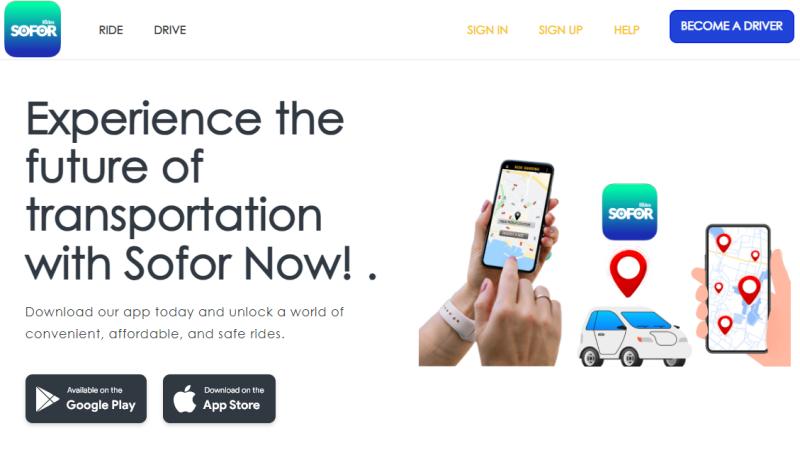 Rides
SOFOR
RIDE
DRIVE
SIGN IN
SIGN UP
HELP
BECOME A DRIVER
Experience the
future of
transportation
with Sofor Now! .
Download our app today and unlock a world of
convenient, affordable, and safe rides.
Available on the
Google Play
Download on the
App Store
Rides
SOFOR